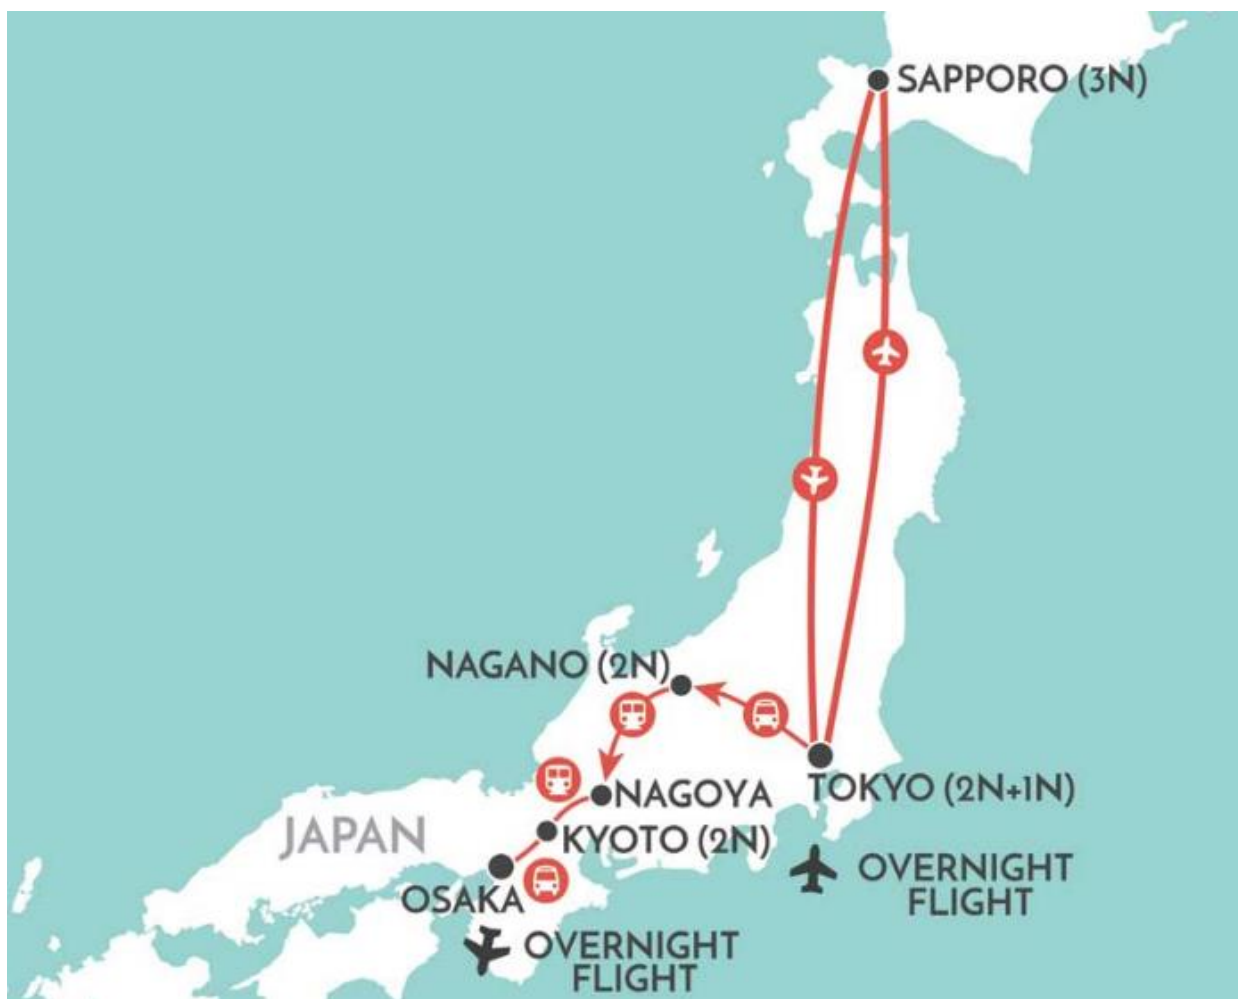 SAPPORO (3N)
NAGANO (2N)
NAGOYA
TOKYO (2N+1N)
JAPAN
KYOTO (2N)
OSAKA
OVERNIGHT
FLIGHT
OVERNIGHT
FLIGHT